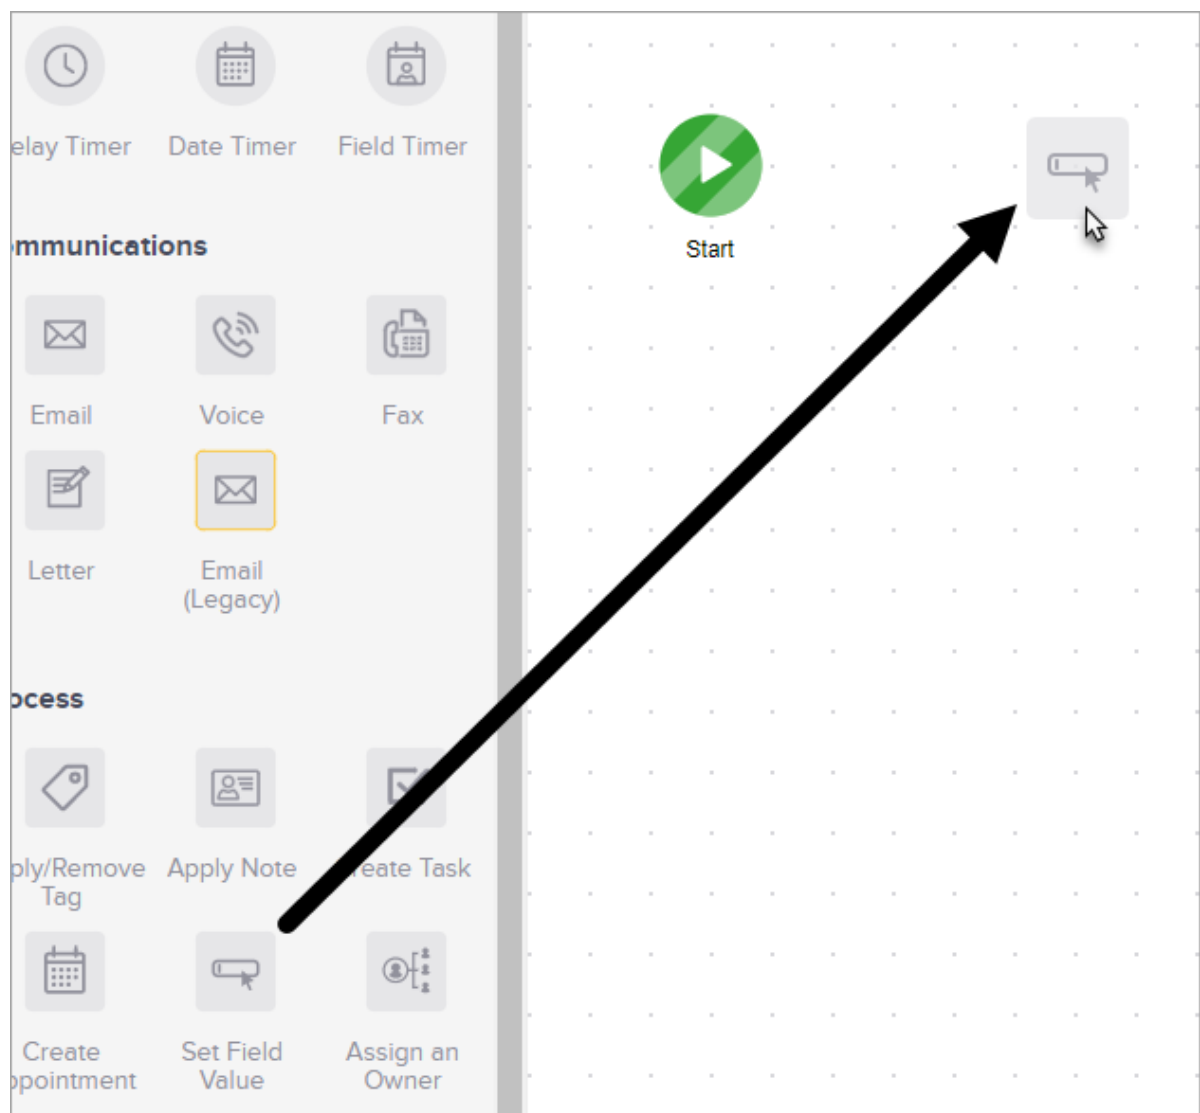 elay Timer Date Timer Field Timer
Start
mmunications
Email Voice Fax
Letter Email
(Legacy)
ocess
ply/Remove Apply Note reate Task
Tag
Create Set Field Assign an
ppointment Value Owner